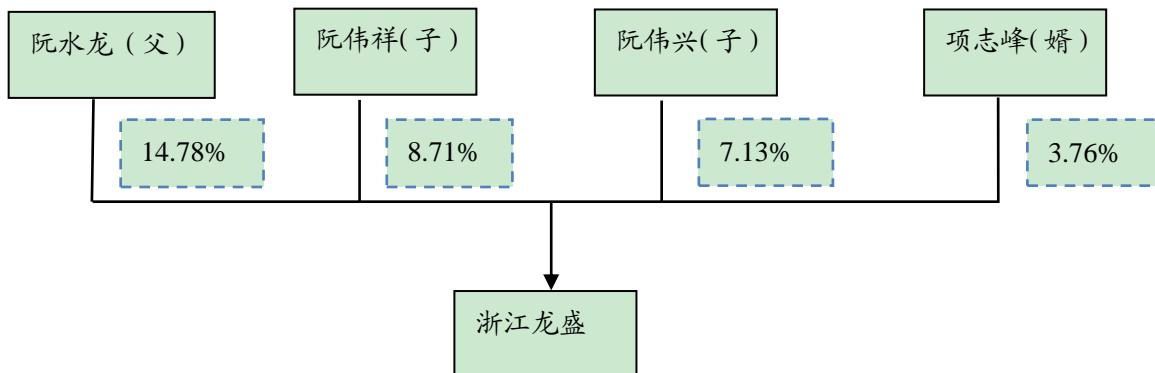 阮水龙（父）
阮伟祥(子)
阮伟兴(子)
项志峰(婿)
14.78%
8.71%
7.13%
3.76%
浙江龙盛